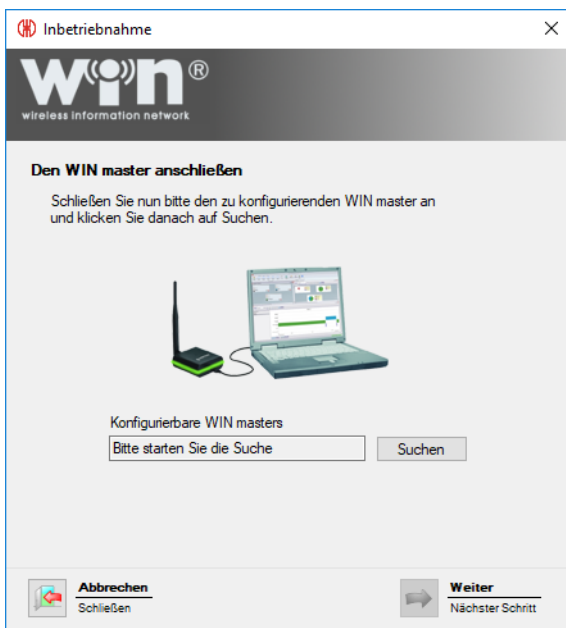 Inbetriebnahme
WIN®
wireless information network
Den WIN master anschließen
Schließen Sie nun bitte den zu konfigurierenden WIN master an
und klicken Sie danach auf Suchen.
Konfigurierbare WIN masters
Bitte starten Sie die Suche
Suchen
Abbrechen
Schließen
Weiter
Nächster Schritt